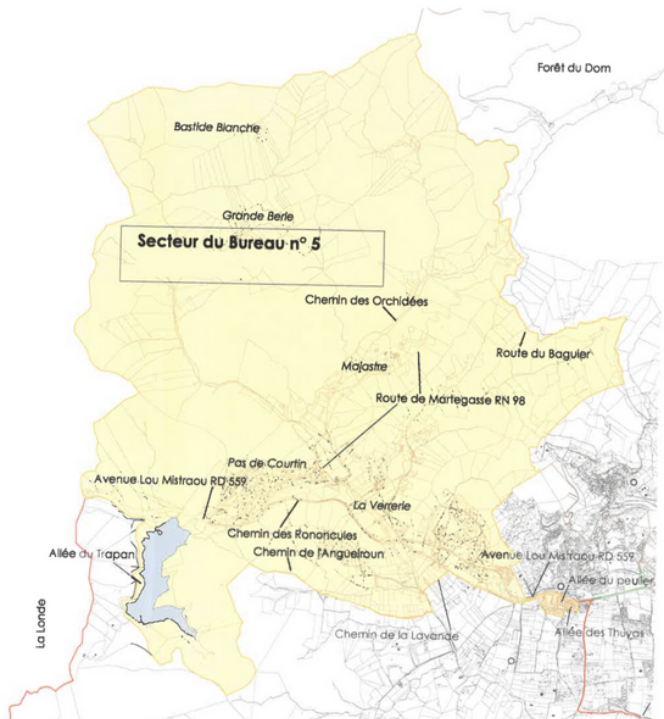 Forêt du Dom
Bastide Blanche
Grande Berle
Secteur du Bureau n° 5
Chemin des Orchidées
Route du Baguier
Majastre
Route de Martegasse RN 98
Pas de Courtin
Avenue Lou Mistraou RD 559
La Verrerie
Chemin des Rononcules
Chemin de l'Angueiroun
Allée du Trapan
Avenue Lou Mistraou RD 559
Allée du peulier
La Londe
Chemin de la Lavande
Allée des Thuyas